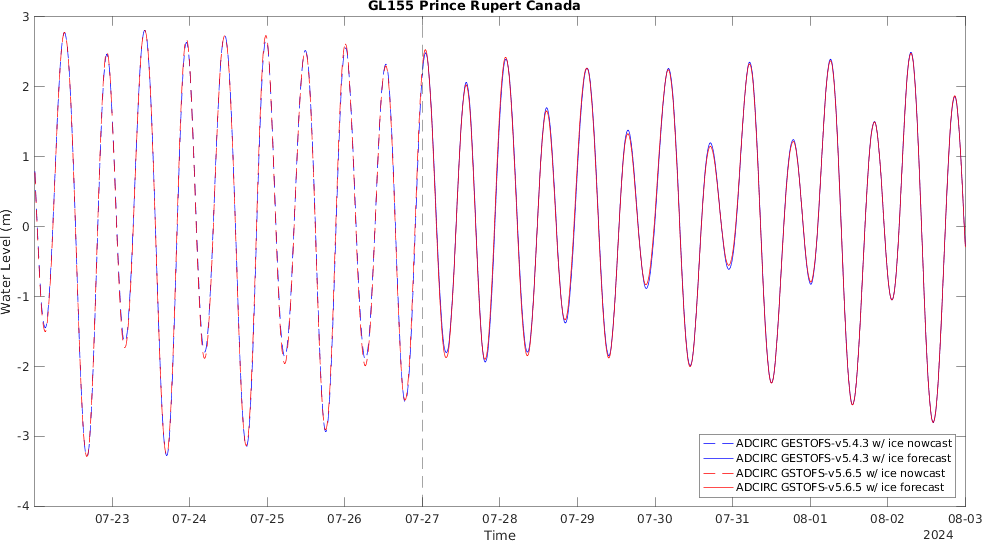 GL155 Prince Rupert Canada
3
2
1
0
-1
-2
-3
-4
Water Level (m)
07-23 07-24 07-25 07-26 07-27 07-28 07-29 07-30 07-31 08-01 08-02 08-03
Time
2024
ADCIRC GESTOFS-v5.4.3 w/ ice nowcast
ADCIRC GESTOFS-v5.4.3 w/ ice forecast
ADCIRC GSTOFS-v5.6.5 w/ ice nowcast
ADCIRC GSTOFS-v5.6.5 w/ ice forecast